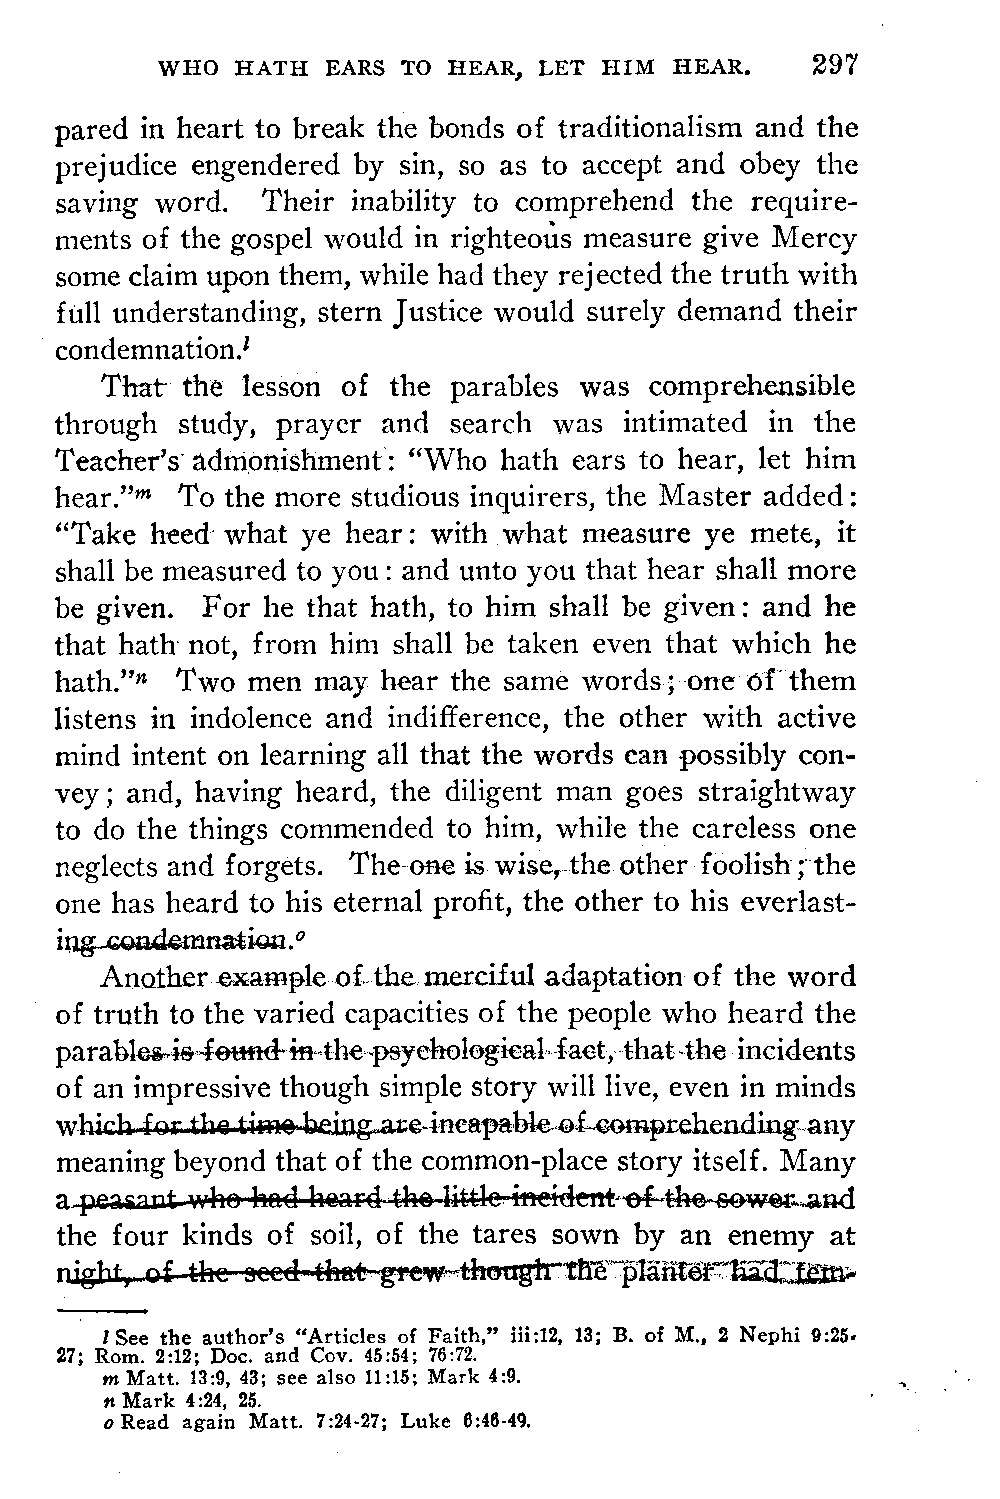 WHO HATH EARS TO HEAR, LET HIM HEAR. 297
pared in heart to break the bonds of traditionalism and the
prejudice engendered by sin, so as to accept and obey the
saving word. Their inability to comprehend the require-
ments of the gospel would in righteous measure give Mercy
some claim upon them, while had they rejected the truth with
full understanding, stern Justice would surely demand their
condemnation.l
That the lesson of the parables was comprehensible
through study, prayer and search was intimated in the
Teacher's admonishment: “Who hath ears to hear, let him
hear.”m To the more studious inquirers, the Master added:
“Take heed what ye hear: with what measure ye mete, it
shall be measured to you: and unto you that hear shall more
be given. For he that hath, to him shall be given: and he
that hath not, from him shall be taken even that which he
hath.”n Two men may hear the same words; one of them
listens in indolence and indifference, the other with active
mind intent on learning all that the words can possibly con-
vey; and, having heard, the diligent man goes straightway
to do the things commended to him, while the careless one
neglects and forgets. The one is wise, the other foolish; the
one has heard to his eternal profit, the other to his everlast-
ing condemnation.o
Another example of the merciful adaptation of the word
of truth to the varied capacities of the people who heard the
parables is found in the psychological fact, that the incidents
of an impressive though simple story will live, even in minds
which for the time being are incapable of comprehending any
meaning beyond that of the common-place story itself. Many
a peasant who had heard the little incident of the sower and
the four kinds of soil, of the tares sown by an enemy at
night, of the seed that grew though the planter had tem-
l See the author's “Articles of Faith,” iii:12, 13; B. of M., 2 Nephi 9:25-
27; Rom. 2:12; Doc. and Cov. 45:54; 76:72.
m Matt. 13:9, 43; see also 11:15; Mark 4:9.
n Mark 4:24, 25.
o Read again Matt. 7:24-27; Luke 6:46-49.